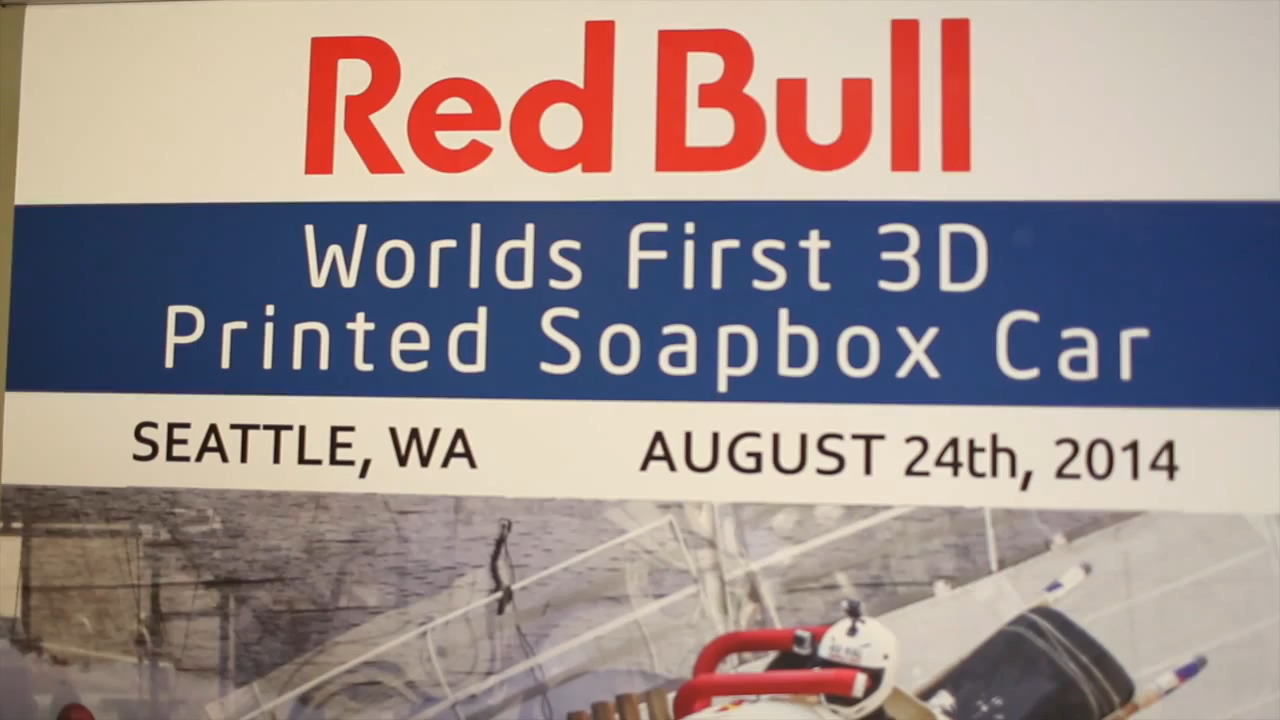 Red Bull
Worlds First 3D
Printed Soapbox Car
SEATTLE, WA AUGUST 24th, 2014